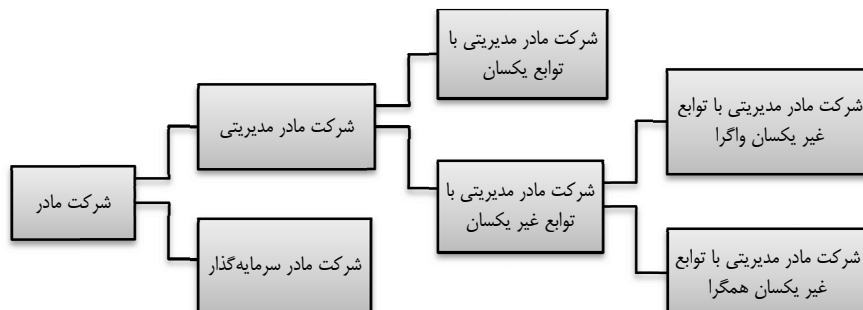 شرکت مادر
شرکت مادر مدیریتی
شرکت مادر سرمایه‌گذار
شرکت مادر مدیریتی با
توابع یکسان
شرکت مادر مدیریتی با
توابع غیر یکسان
شرکت مادر مدیریتی با توابع
غیر یکسان واگرا
شرکت مادر مدیریتی با توابع
غیر یکسان همگرا